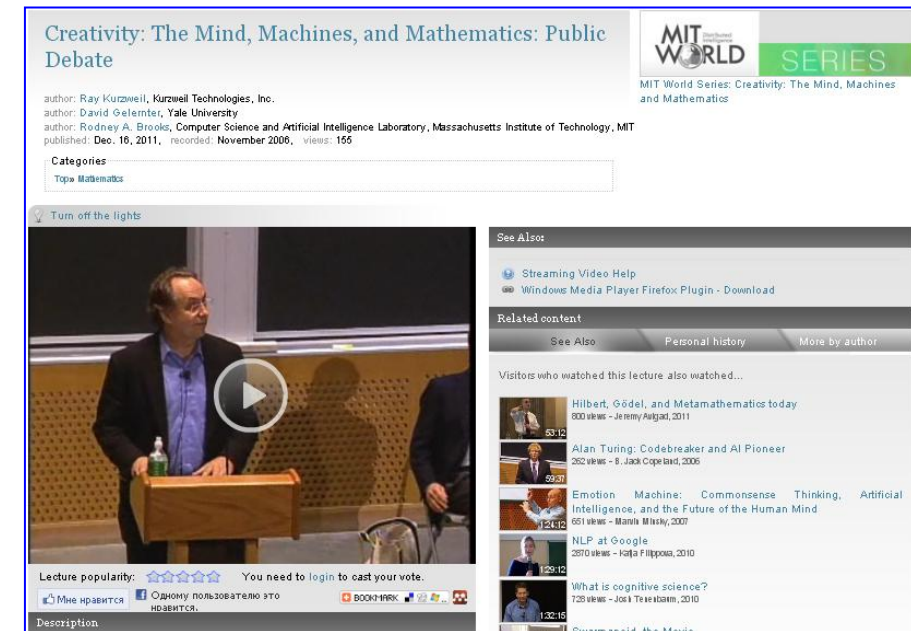 Creativity: The Mind, Machines, and Mathematics: Public
Debate
author: Ray Kurzweil, Kurzweil Technologies, Inc.
author: David Gelernter, Yale University
author: Rodney A. Brooks, Computer Science and Artificial Intelligence Laboratory, Massachusetts Institute of Technology, MIT
published: Dec. 16, 2011, recorded: November 2006, views: 155
Categories
Top» Mathematics
MIT Distributed Intelligence
WORLD SERIES
MIT World Series: Creativity: The Mind, Machines
and Mathematics
Turn off the lights
Lecture popularity: You need to login to cast your vote.
Мне нравится Одному пользователю это
нравится.
BOOKMARK
Description
See Also:
Streaming Video Help
Windows Media Player Firefox Plugin - Download
Related content
See Also Personal history More by author
Visitors who watched this lecture also watched...
Hilbert, Gödel, and Metamathematics today
800 views - Jeremy Avigad, 2011
53:12
Alan Turing: Codebreaker and AI Pioneer
262 views - B. Jack Copeland, 2006
59:37
Emotion Machine: Commonsense Thinking, Artificial
Intelligence, and the Future of the Human Mind
651 views - Marvin Minsky, 2007
1:24:12
NLP at Google
2870 views - Katja Filippova, 2010
1:29:12
What is cognitive science?
728 views - Josh Tenenbaum, 2010
1:32:15
Swarmanoid, the Movie